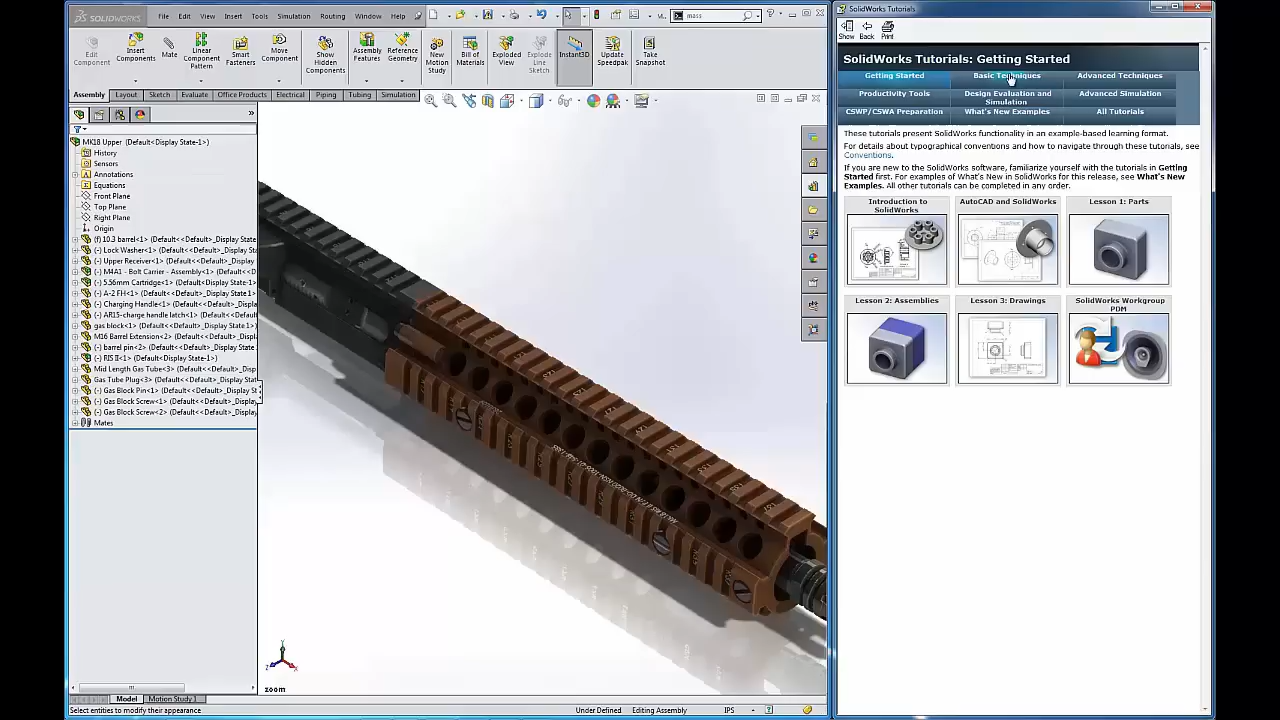 SOLIDWORKS
File Edit View Insert Tools Simulation Routing Window Help
mass
Edit Component
Insert Components
Mate
Linear Component Pattern
Smart Fasteners
Move Component
Show Hidden Components
Assembly Features
Reference Geometry
New Motion Study
Bill of Materials
Exploded View
Explode Line Sketch
Instant3D
Update Speedpak
Take Snapshot
Assembly Layout Sketch Evaluate Office Products Electrical Piping Tubing Simulation
MK18 Upper (Default<Display State-1>)
History
Sensors
Annotations
Equations
Front Plane
Top Plane
Right Plane
Origin
(f) 10.3 barrel<1> (Default<<Default>_Display Sta
(-) Lock Washer<1> (Default<<Default>_Display St
(-) Upper Receiver<1> (Default<<Default>_Display
(-) M4A1 - Bolt Carrier - Assembly<1> (Default<<D
(-) 5.56mm Cartridge<1> (Default<Display State-1>
(-) A-2 FH<1> (Default<<Default>_Display State 1>
(-) Charging Handle<1> (Default<<Default>_Display
(-) AR15-charge handle latch<1> (Default<<Default
gas block<1> (Default<<Default>_Display State 1>)
M16 Barrel Extension<2> (Default<<Default>_Displ
(-) barrel pin<2> (Default<<Default>_Display State
(-) RIS II<1> (Default<Display State-1>)
Mid Length Gas Tube<3> (Default<<Default>_Displ
Gas Tube Plug<3> (Default<<Default>_Display Stat
(-) Gas Block Pin<1> (Default<<Default>_Display St
(-) Gas Block Screw<1> (Default<<Default>_Display
(-) Gas Block Screw<2> (Default<<Default>_Display
Mates
zoom
Model Motion Study 1
Select entities to modify their appearance
Under Defined Editing Assembly IPS
SolidWorks Tutorials
Show Back Print
SolidWorks Tutorials: Getting Started
Getting Started Basic Techniques Advanced Techniques
Productivity Tools Design Evaluation and Simulation Advanced Simulation
CSWP/CSWA Preparation What's New Examples All Tutorials
These tutorials present SolidWorks functionality in an example-based learning format.
For details about typographical conventions and how to navigate through these tutorials, see
Conventions.
If you are new to the SolidWorks software, familiarize yourself with the tutorials in Getting
Started first. For examples of What's New in SolidWorks for this release, see What's New
Examples. All other tutorials can be completed in any order.
Introduction to SolidWorks
AutoCAD and SolidWorks
Lesson 1: Parts
Lesson 2: Assemblies
Lesson 3: Drawings
SolidWorks Workgroup PDM